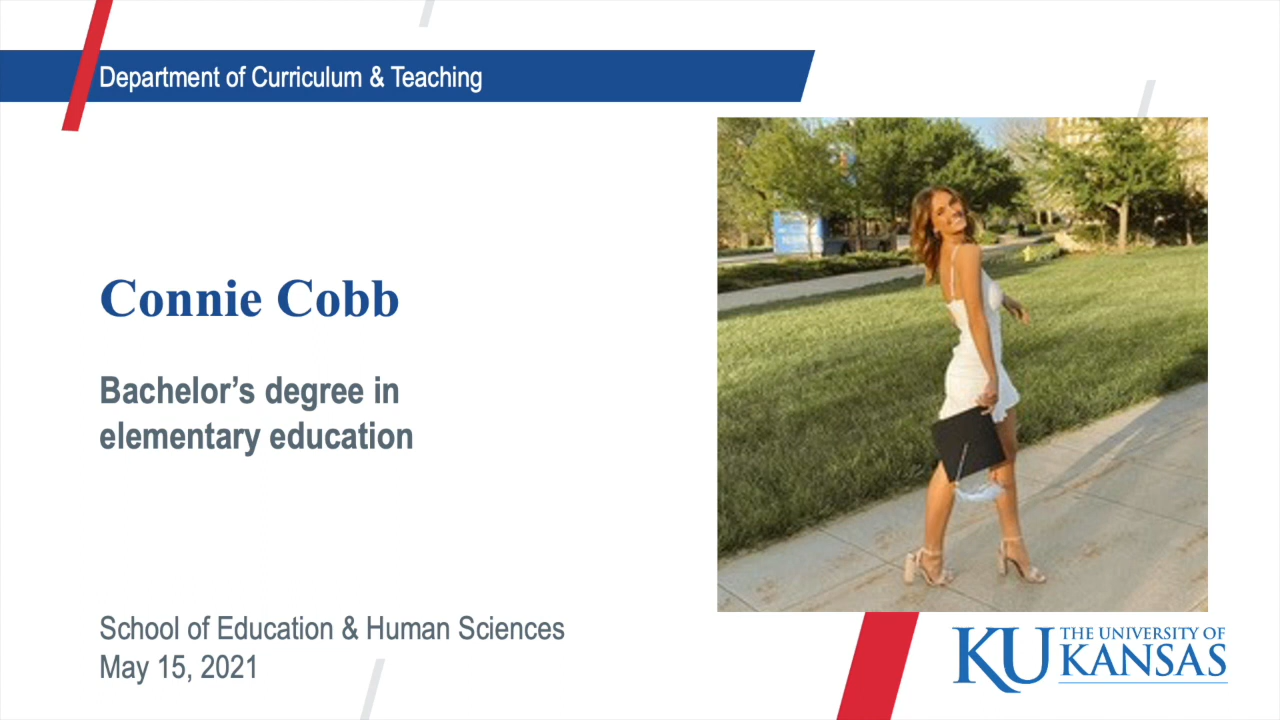 Department of Curriculum & Teaching
Connie Cobb
Bachelor’s degree in
elementary education
School of Education & Human Sciences
May 15, 2021
KU THE UNIVERSITY OF
KANSAS